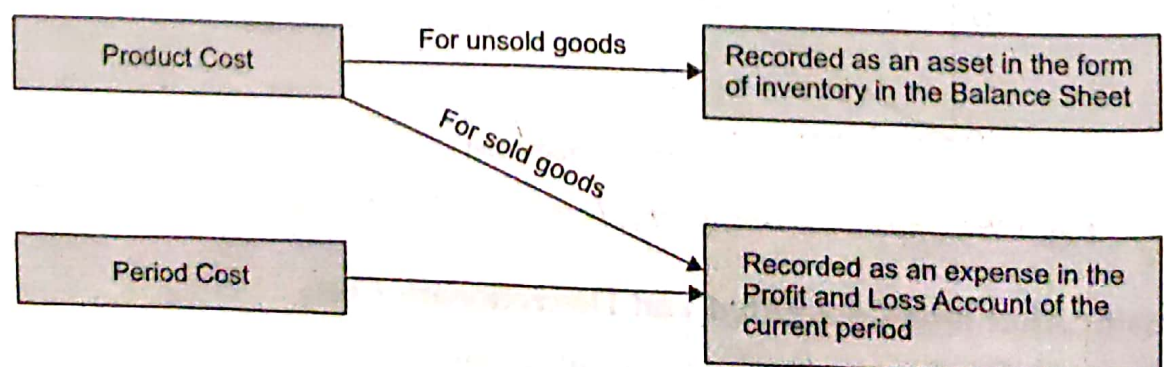 Product Cost
For unsold goods
Recorded as an asset in the form
of inventory in the Balance Sheet
For sold goods
Period Cost
Recorded as an expense in the
Profit and Loss Account of the
current period